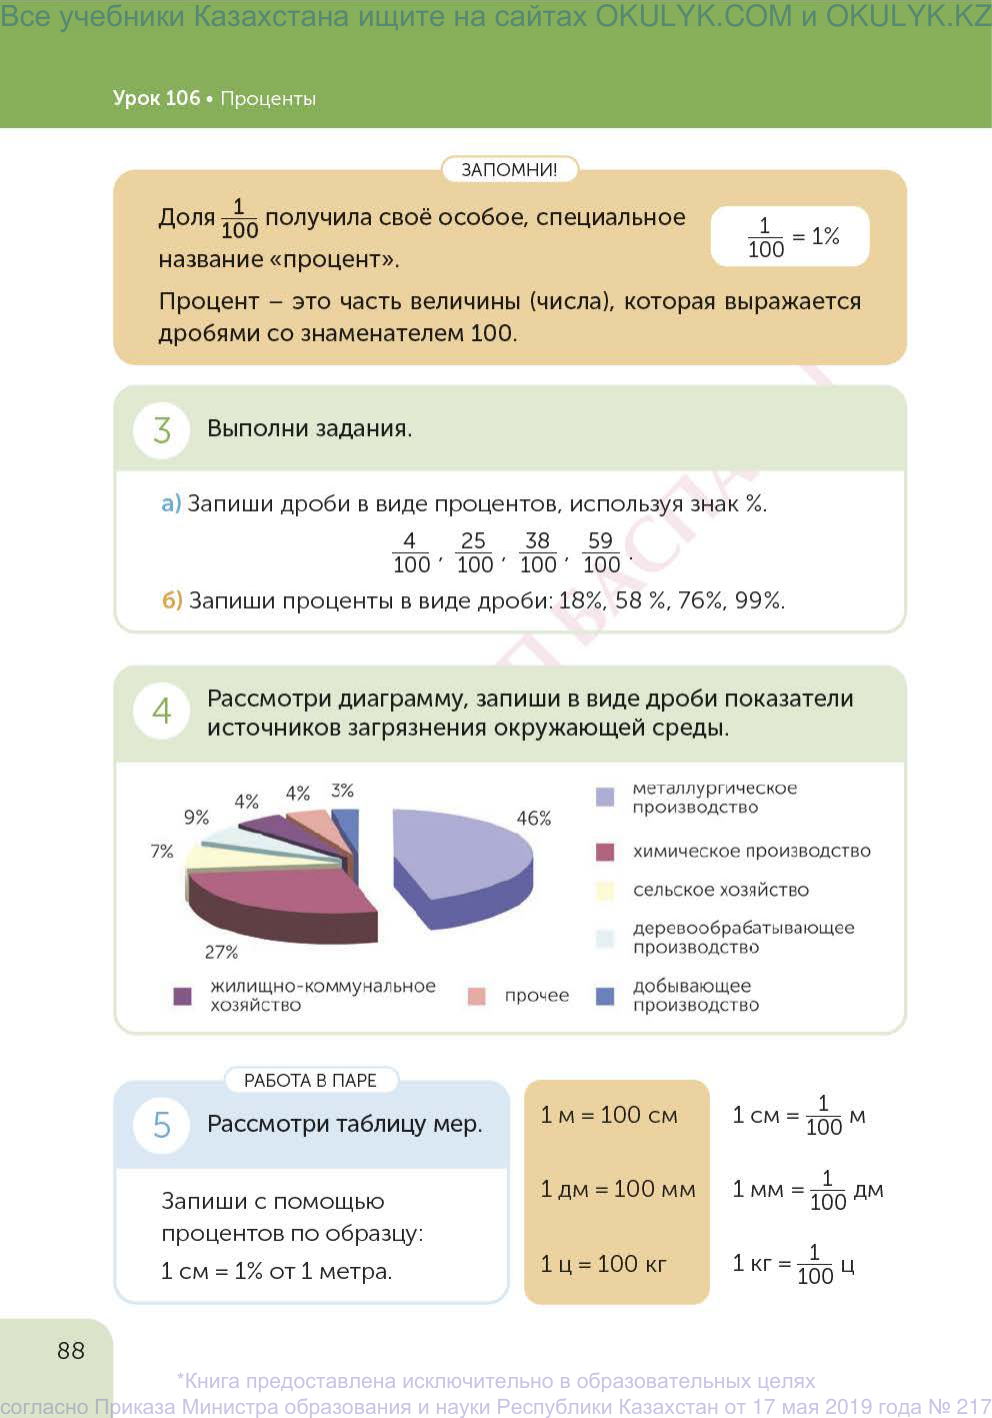 Все учебники Казахстана ищите на сайтах OKULYK.COM и OKULYK.KZ
Урок 106 • Проценты
ЗАПОМНИ!
Доля 1/100 получила своё особое, специальное
название «процент».
1/100 = 1%
Процент – это часть величины (числа), которая выражается
дробями со знаменателем 100.
3 Выполни задания.
а) Запиши дроби в виде процентов, используя знак %.
4/100, 25/100, 38/100, 59/100.
б) Запиши проценты в виде дроби: 18%, 58 %, 76%, 99%.
4 Рассмотри диаграмму, запиши в виде дроби показатели
источников загрязнения окружающей среды.
3%
4%
4%
9%
7%
27%
46%
металлургическое
производство
химическое производство
сельское хозяйство
деревообрабатывающее
производство
жилищно-коммунальное
хозяйство
прочее
добывающее
производство
РАБОТА В ПАРЕ
5 Рассмотри таблицу мер.
Запиши с помощью
процентов по образцу:
1 см = 1% от 1 метра.
1 м = 100 см
1 см = 1/100 м
1 дм = 100 мм
1 мм = 1/100 дм
1 ц = 100 кг
1 кг = 1/100 ц
88
*Книга предоставлена исключительно в образовательных целях
согласно Приказа Министра образования и науки Республики Казахстан от 17 мая 2019 года № 217